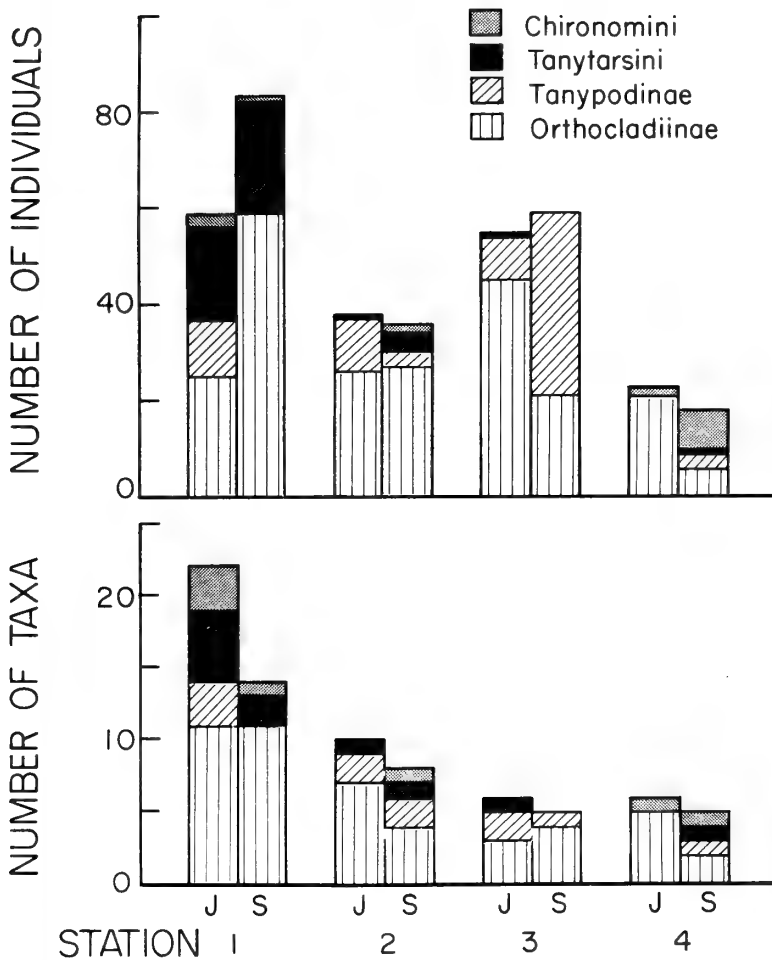 Chironomini
Tanytarsini
Tanypodinae
Orthocladiinae
NUMBER OF INDIVIDUALS
80
40
0
NUMBER OF TAXA
20
10
0
J S J S J S J S
STATION 1 2 3 4